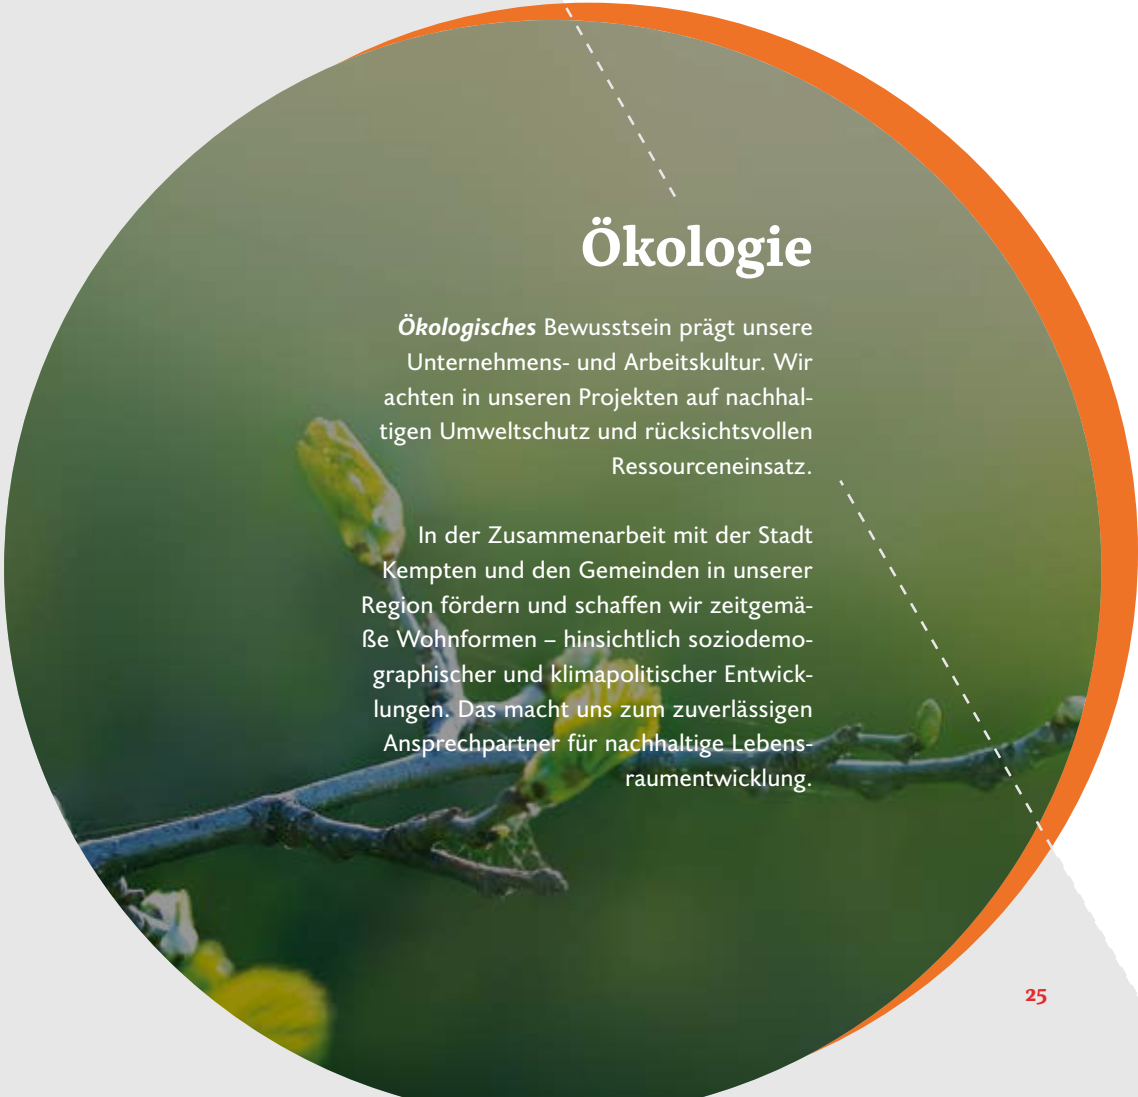 Ökologie
Ökologisches Bewusstsein prägt unsere
Unternehmens- und Arbeitskultur. Wir
achten in unseren Projekten auf nachhal-
tigen Umweltschutz und rücksichtsvollen
Ressourceneinsatz.
In der Zusammenarbeit mit der Stadt
Kempten und den Gemeinden in unserer
Region fördern und schaffen wir zeitgemä-
ße Wohnformen – hinsichtlich soziodemo-
graphischer und klimapolitischer Entwick-
lungen. Das macht uns zum zuverlässigen
Ansprechpartner für nachhaltige Lebens-
raumentwicklung.
25